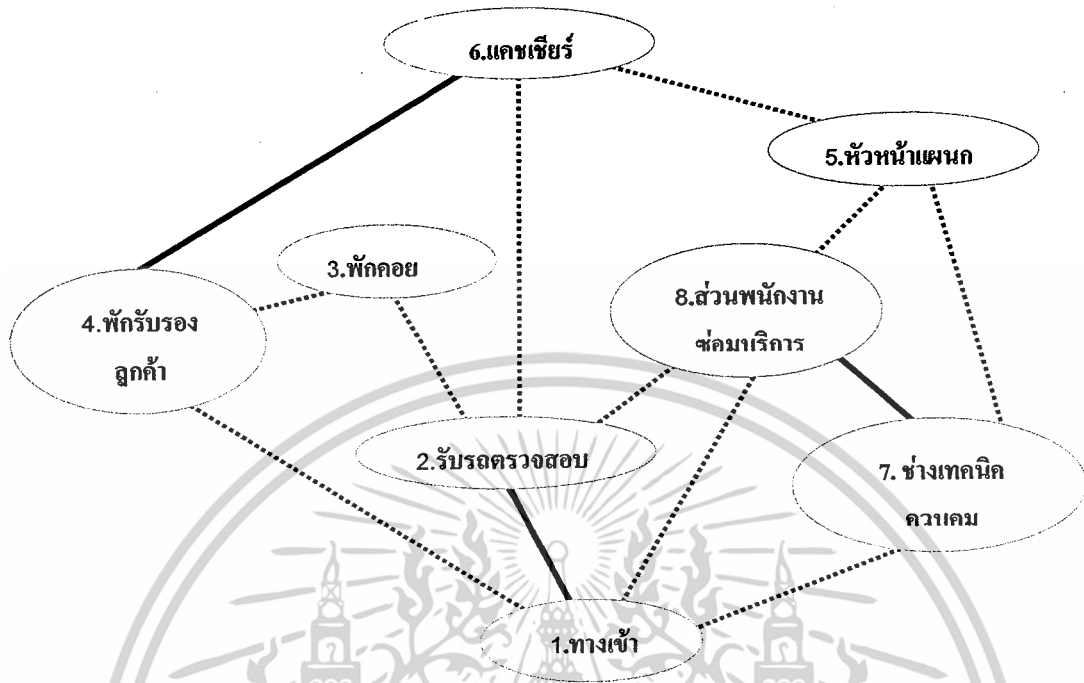 6.แคชเชียร์
5.หัวหน้าแผนก
3.พักคอย
4.พักรับรอง
ลูกค้า
8.ส่วนพนักงาน
ซ่อมบริการ
2.รับรถตรวจสอบ
7. ช่างเทคนิค
ควบคุม
1.ทางเข้า